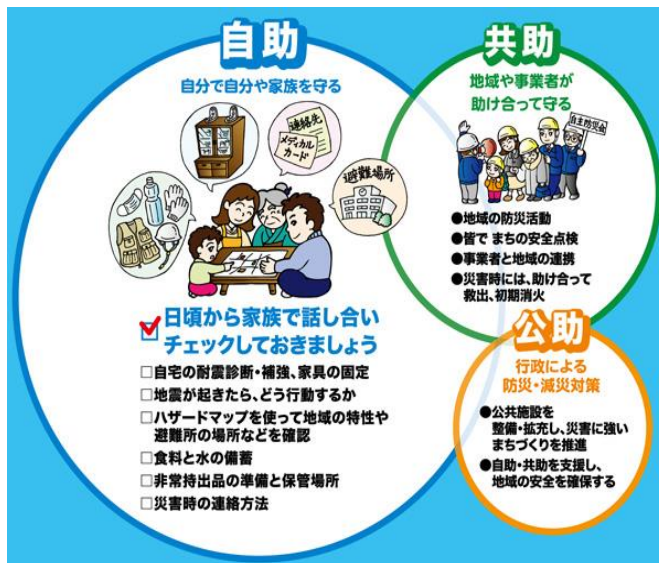 自助
自分で自分や家族を守る
連絡先
メディカル
カード
避難場所
日頃から家族で話し合い
チェックしておきましょう
□自宅の耐震診断・補強、家具の固定
□地震が起きたら、どう行動するか
□ハザードマップを使って地域の特性や
避難所の場所などを確認
□食料と水の備蓄
□非常持出品の準備と保管場所
□災害時の連絡方法
共助
地域や事業者が
助け合って守る
自主防災会
●地域の防災活動
●皆で まちの安全点検
●事業者と地域の連携
●災害時には、助け合って
救出、初期消火
公助
行政による
防災・減災対策
●公共施設を
整備・拡充し、災害に強い
まちづくりを推進
●自助・共助を支援し、
地域の安全を確保する